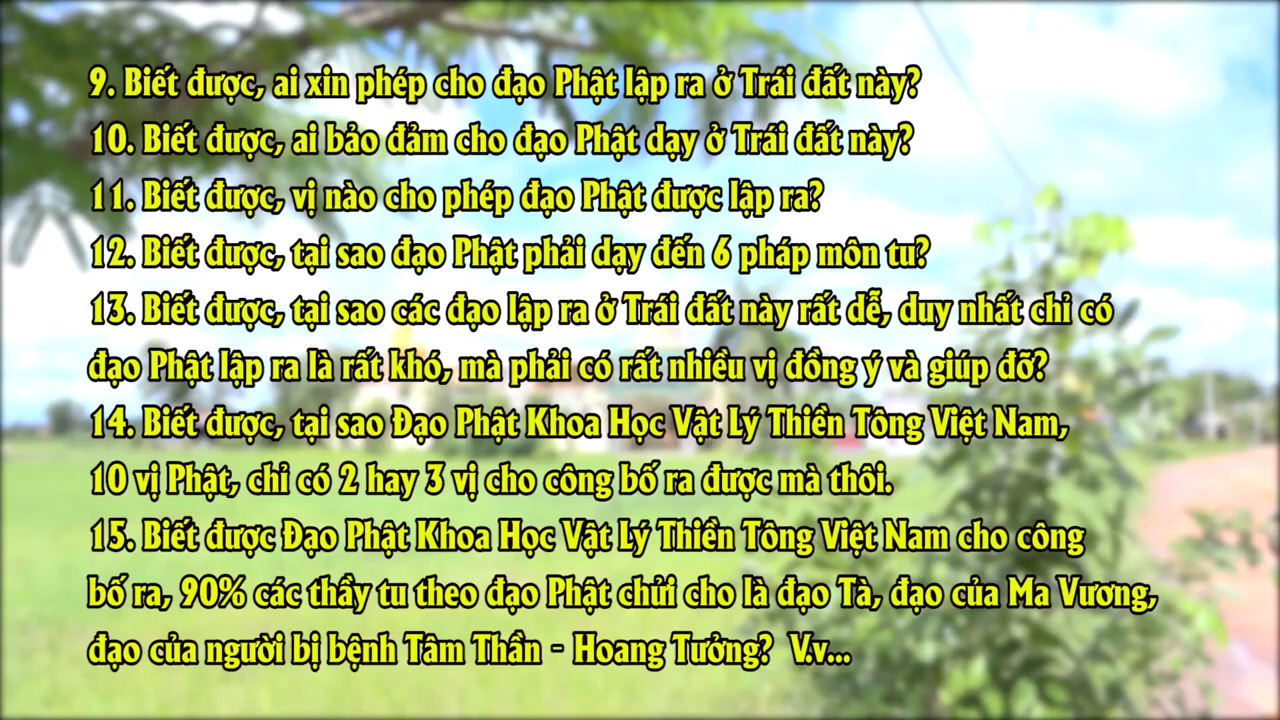 9. Biết được, ai xin phép cho đạo Phật lập ra ở Trái đất này?
10. Biết được, ai bảo đảm cho đạo Phật dạy ở Trái đất này?
11. Biết được, vị nào cho phép đạo Phật được lập ra?
12. Biết được, tại sao đạo Phật phải dạy đến 6 pháp môn tu?
13. Biết được, tại sao các đạo lập ra ở Trái đất này rất dễ, duy nhất chỉ có
đạo Phật lập ra là rất khó, mà phải có rất nhiều vị đồng ý và giúp đỡ?
14. Biết được, tại sao Đạo Phật Khoa Học Vật Lý Thiền Tông Việt Nam,
10 vị Phật, chỉ có 2 hay 3 vị cho công bố ra được mà thôi.
15. Biết được Đạo Phật Khoa Học Vật Lý Thiền Tông Việt Nam cho công
bố ra, 90% các thầy tu theo đạo Phật chửi cho là đạo Tà, đạo của Ma Vương,
đạo của người bị bệnh Tâm Thần - Hoang Tưởng? V.v...